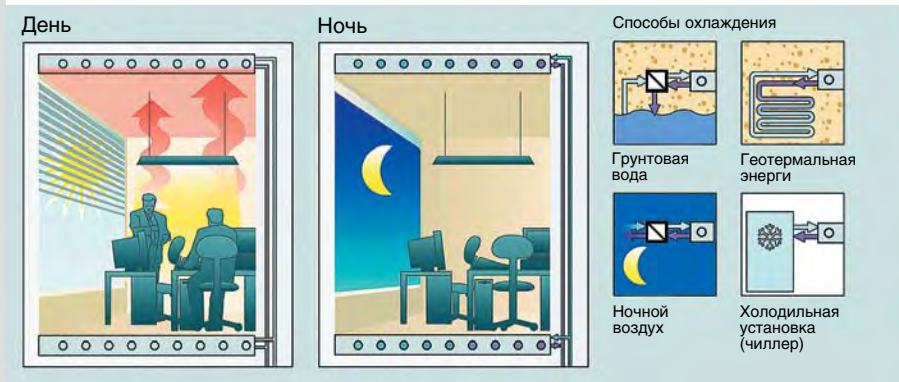 День
Ночь
Способы охлаждения
Грунтовая
вода
Геотермальная
энерги
Ночной
воздух
Холодильная
установка
(чиллер)